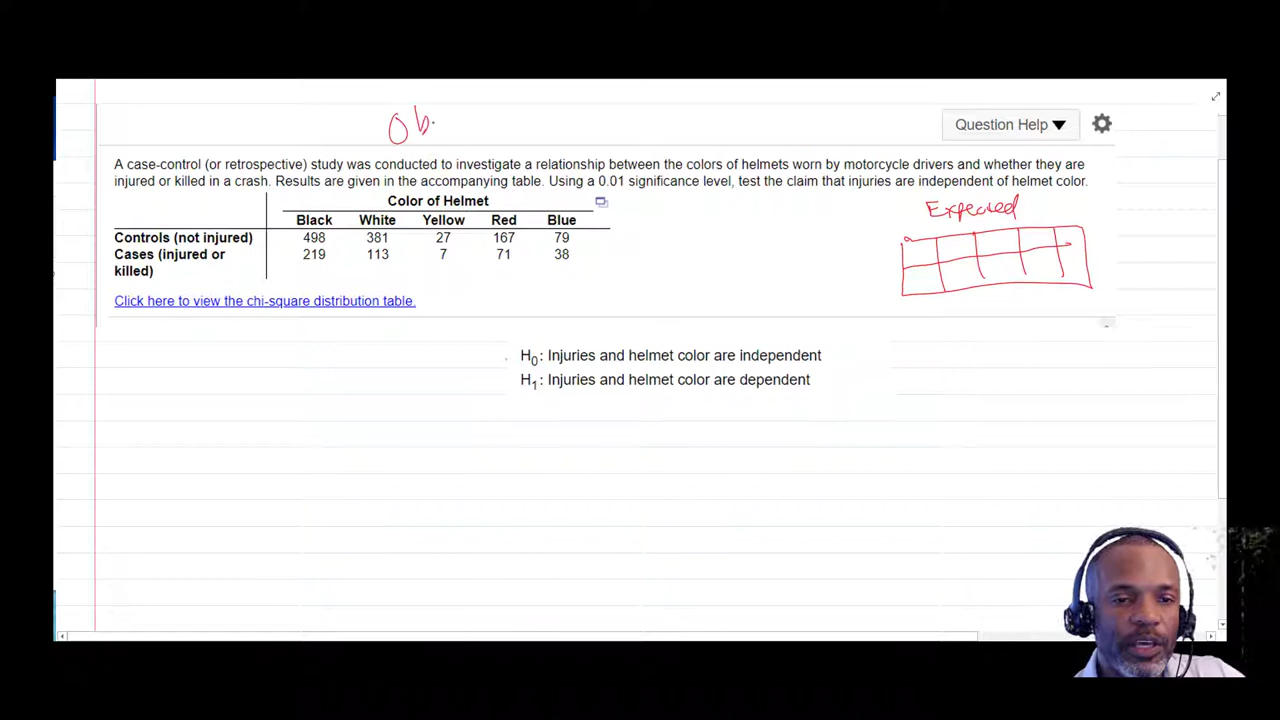 Ob.
Question Help ▼
A case-control (or retrospective) study was conducted to investigate a relationship between the colors of helmets worn by motorcycle drivers and whether they are
injured or killed in a crash. Results are given in the accompanying table. Using a 0.01 significance level, test the claim that injuries are independent of helmet color.
Color of Helmet
Expected
Black White Yellow Red Blue
Controls (not injured) 498 381 27 167 79
Cases (injured or 219 113 7 71 38
killed)
Click here to view the chi-square distribution table.
H0: Injuries and helmet color are independent
H1: Injuries and helmet color are dependent